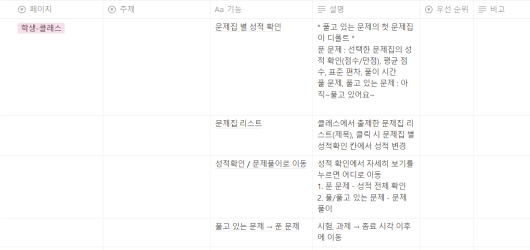 페이지 주제 Aa 기능 설명 우선 순위 비고
학생-클래스
문제집 별 성적 확인
* 풀고 있는 문제의 첫 문제집
이 디폴트 *
푼 문제 : 선택한 문제집의 성
적 확인(점수/만점), 평균 점
수, 표준 편차, 풀이 시간
풀 문제, 풀고 있는 문제 : 아
직~풀고 있어요~
문제집 리스트
클래스에서 출제한 문제집 리
스트(제목), 클릭 시 문제집 별
성적확인 칸에서 성적 변경
성적확인 / 문제풀이로 이동
성적 확인에서 자세히 보기를
누르면 어디로 이동
1. 푼 문제 - 성적 전체 확인
2. 풀/풀고 있는 문제 - 문제
풀이
풀고 있는 문제 → 푼 문제
시험, 과제 → 종료 시각 이후
에 이동